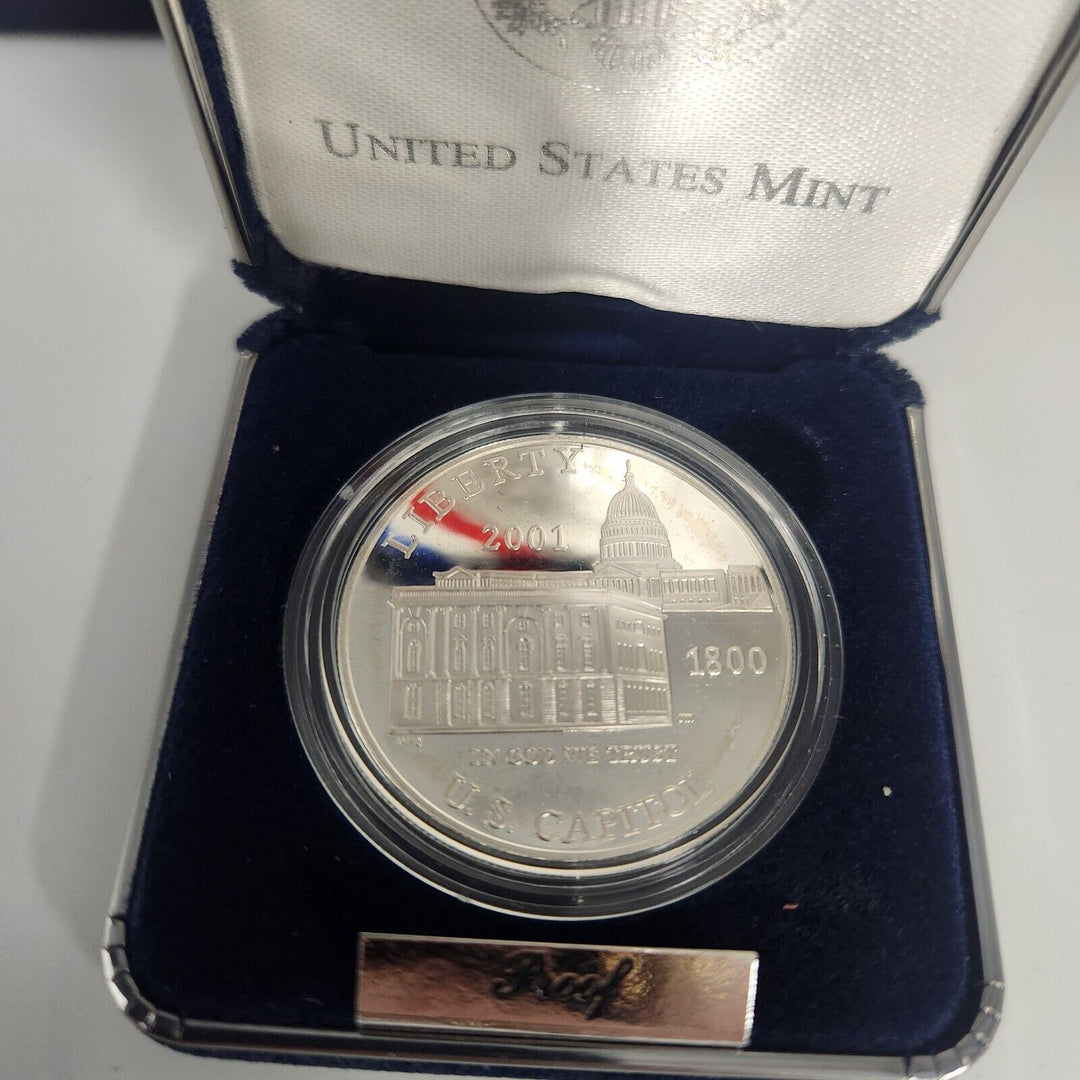 UNITED STATES MINT
LIBERTY
2001
1800
IN GOD WE TRUST
U.S. CAPITOL
Proof